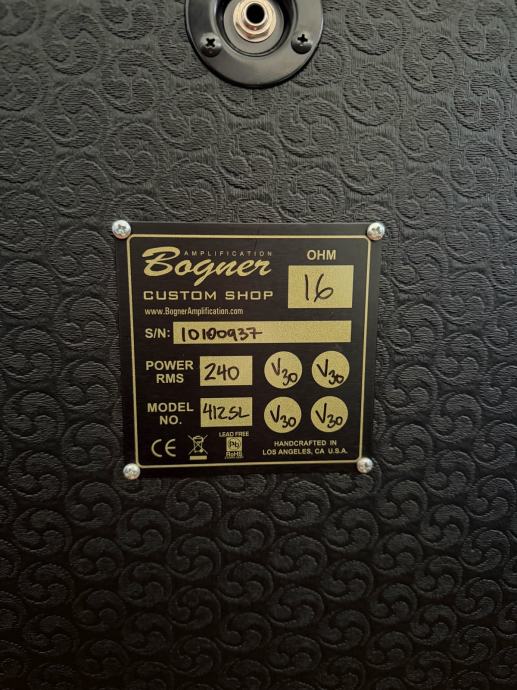 AMPLIFICATION
Bogner
CUSTOM SHOP
www.BognerAmplification.com
OHM
16
S/N: 10100937
POWER RMS 240
V30 V30
MODEL NO. 412SL
V30 V30
CE
LEAD FREE
Pb
RoHS
HANDCRAFTED IN
LOS ANGELES, CA U.S.A.